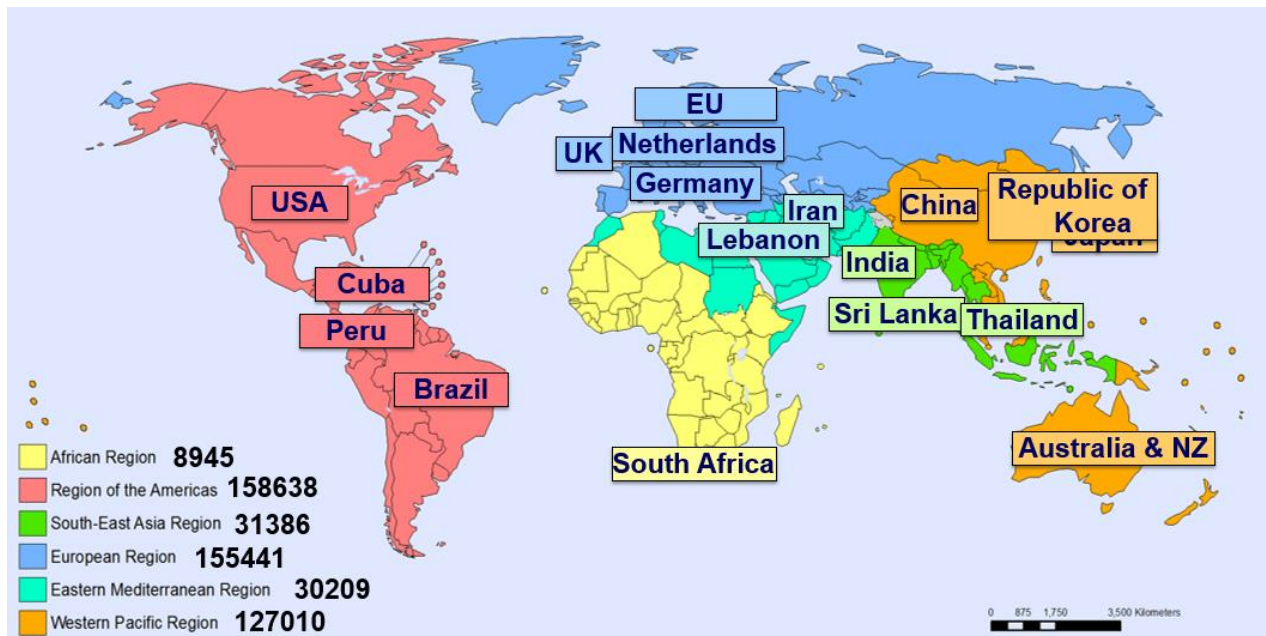 EU
UK
Netherlands
Germany
USA
Iran
China
Republic of
Korea
Japan
Lebanon
India
Cuba
Peru
Sri Lanka
Thailand
Brazil
South Africa
Australia & NZ
African Region 8945
Region of the Americas 158638
South-East Asia Region 31386
European Region 155441
Eastern Mediterranean Region 30209
Western Pacific Region 127010
0 875 1,750 3,500 Kilometers